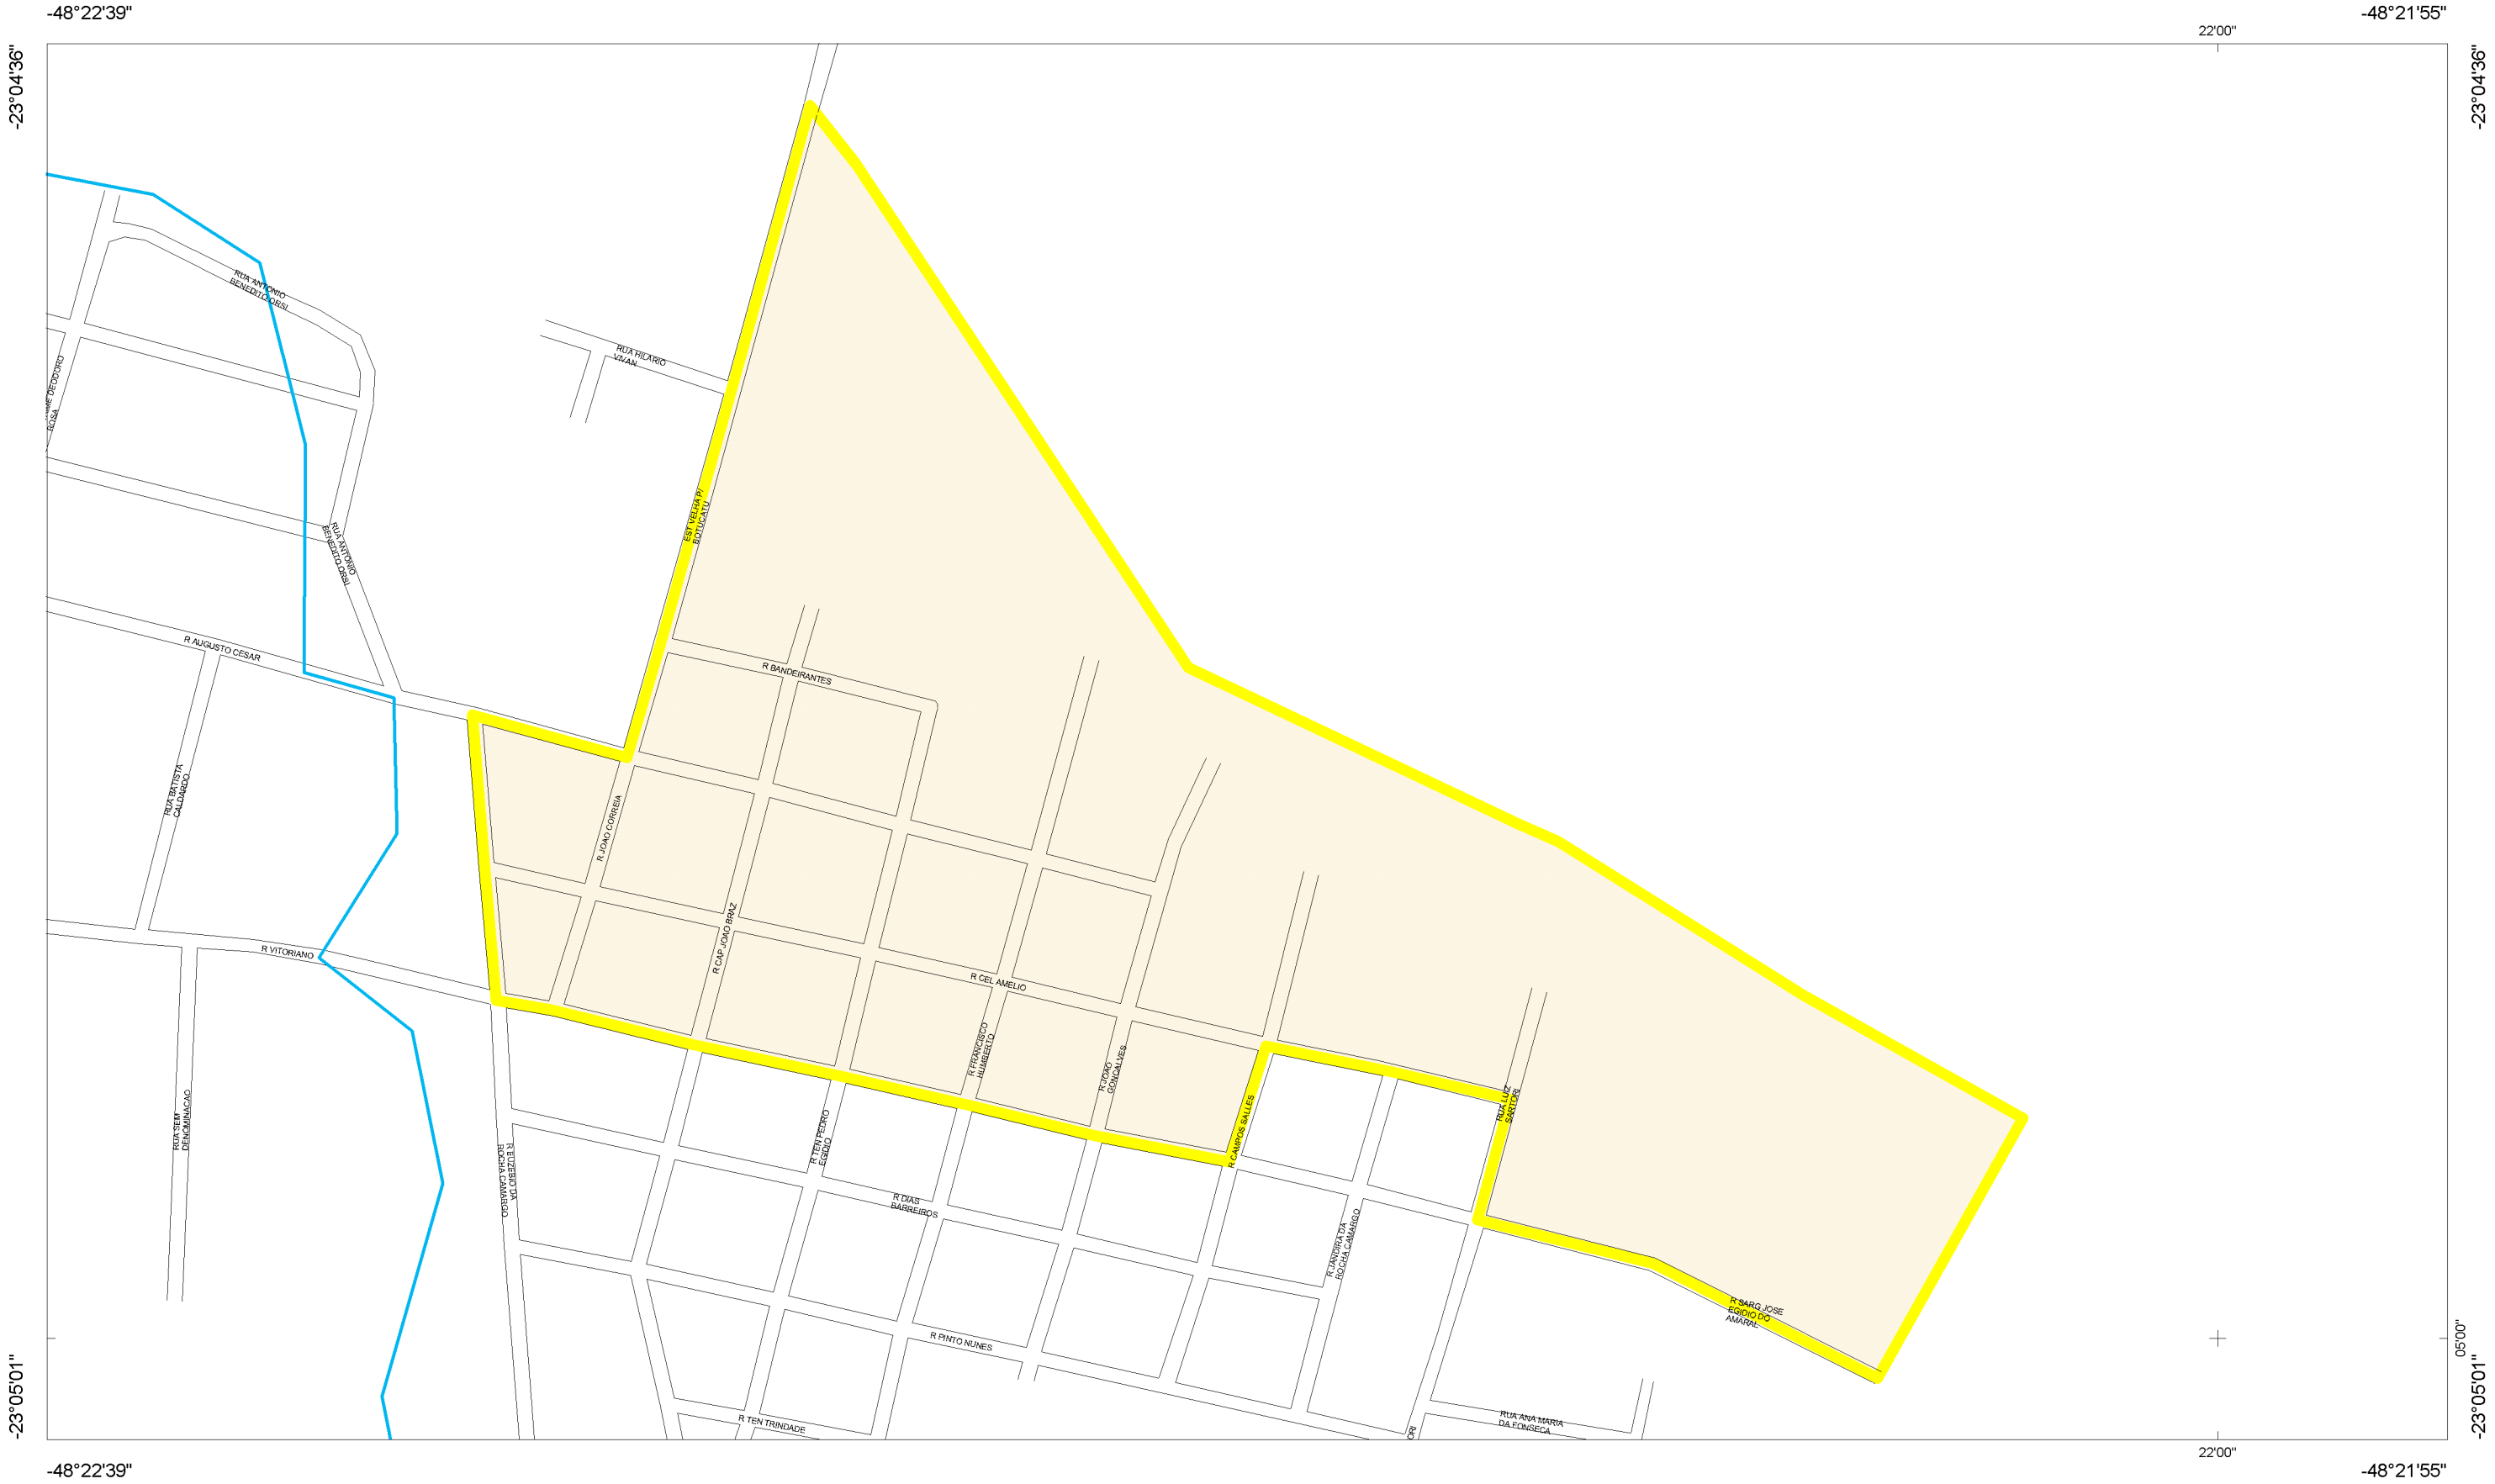 -48°22'39"
-48°21'55"
22'00"
-23°04'36"
-23°04'36"
RUA ANTONIO
BENEDITO ORSI
RUA HILARIO
VIVAN
DEODORO
ROSA
EST VELHA P/
BOTUCATU
RUA ANTONIO
BENEDITO ORSI
R AUGUSTO CESAR
R BANDEIRANTES
RUA BATISTA
CALDARDO
R JOAO CORREIA
R CAP JOAO BRAZ
R VITORIANO
R CEL AMELIO
R FRANCISCO
HUMBERTO
R JOAO
GONCALVES
RUA LUIZ
SARTORI
R CAMPOS SALLES
RUA SEM
DENOMINACAO
R TEN PEDRO
EGIDIO
R EUZEBIO DA
ROCHA CAMARGO
R DIAS
BARREIROS
R JANDIRA DA
ROCHA CAMARGO
R SARG JOSE
EGIDIO DO
AMARAL
R PINTO NUNES
05'00"
R TEN TRINDADE
RUA ANA MARIA
DA FONSECA
ORI
-23°05'01"
-23°05'01"
22'00"
-48°22'39"
-48°21'55"